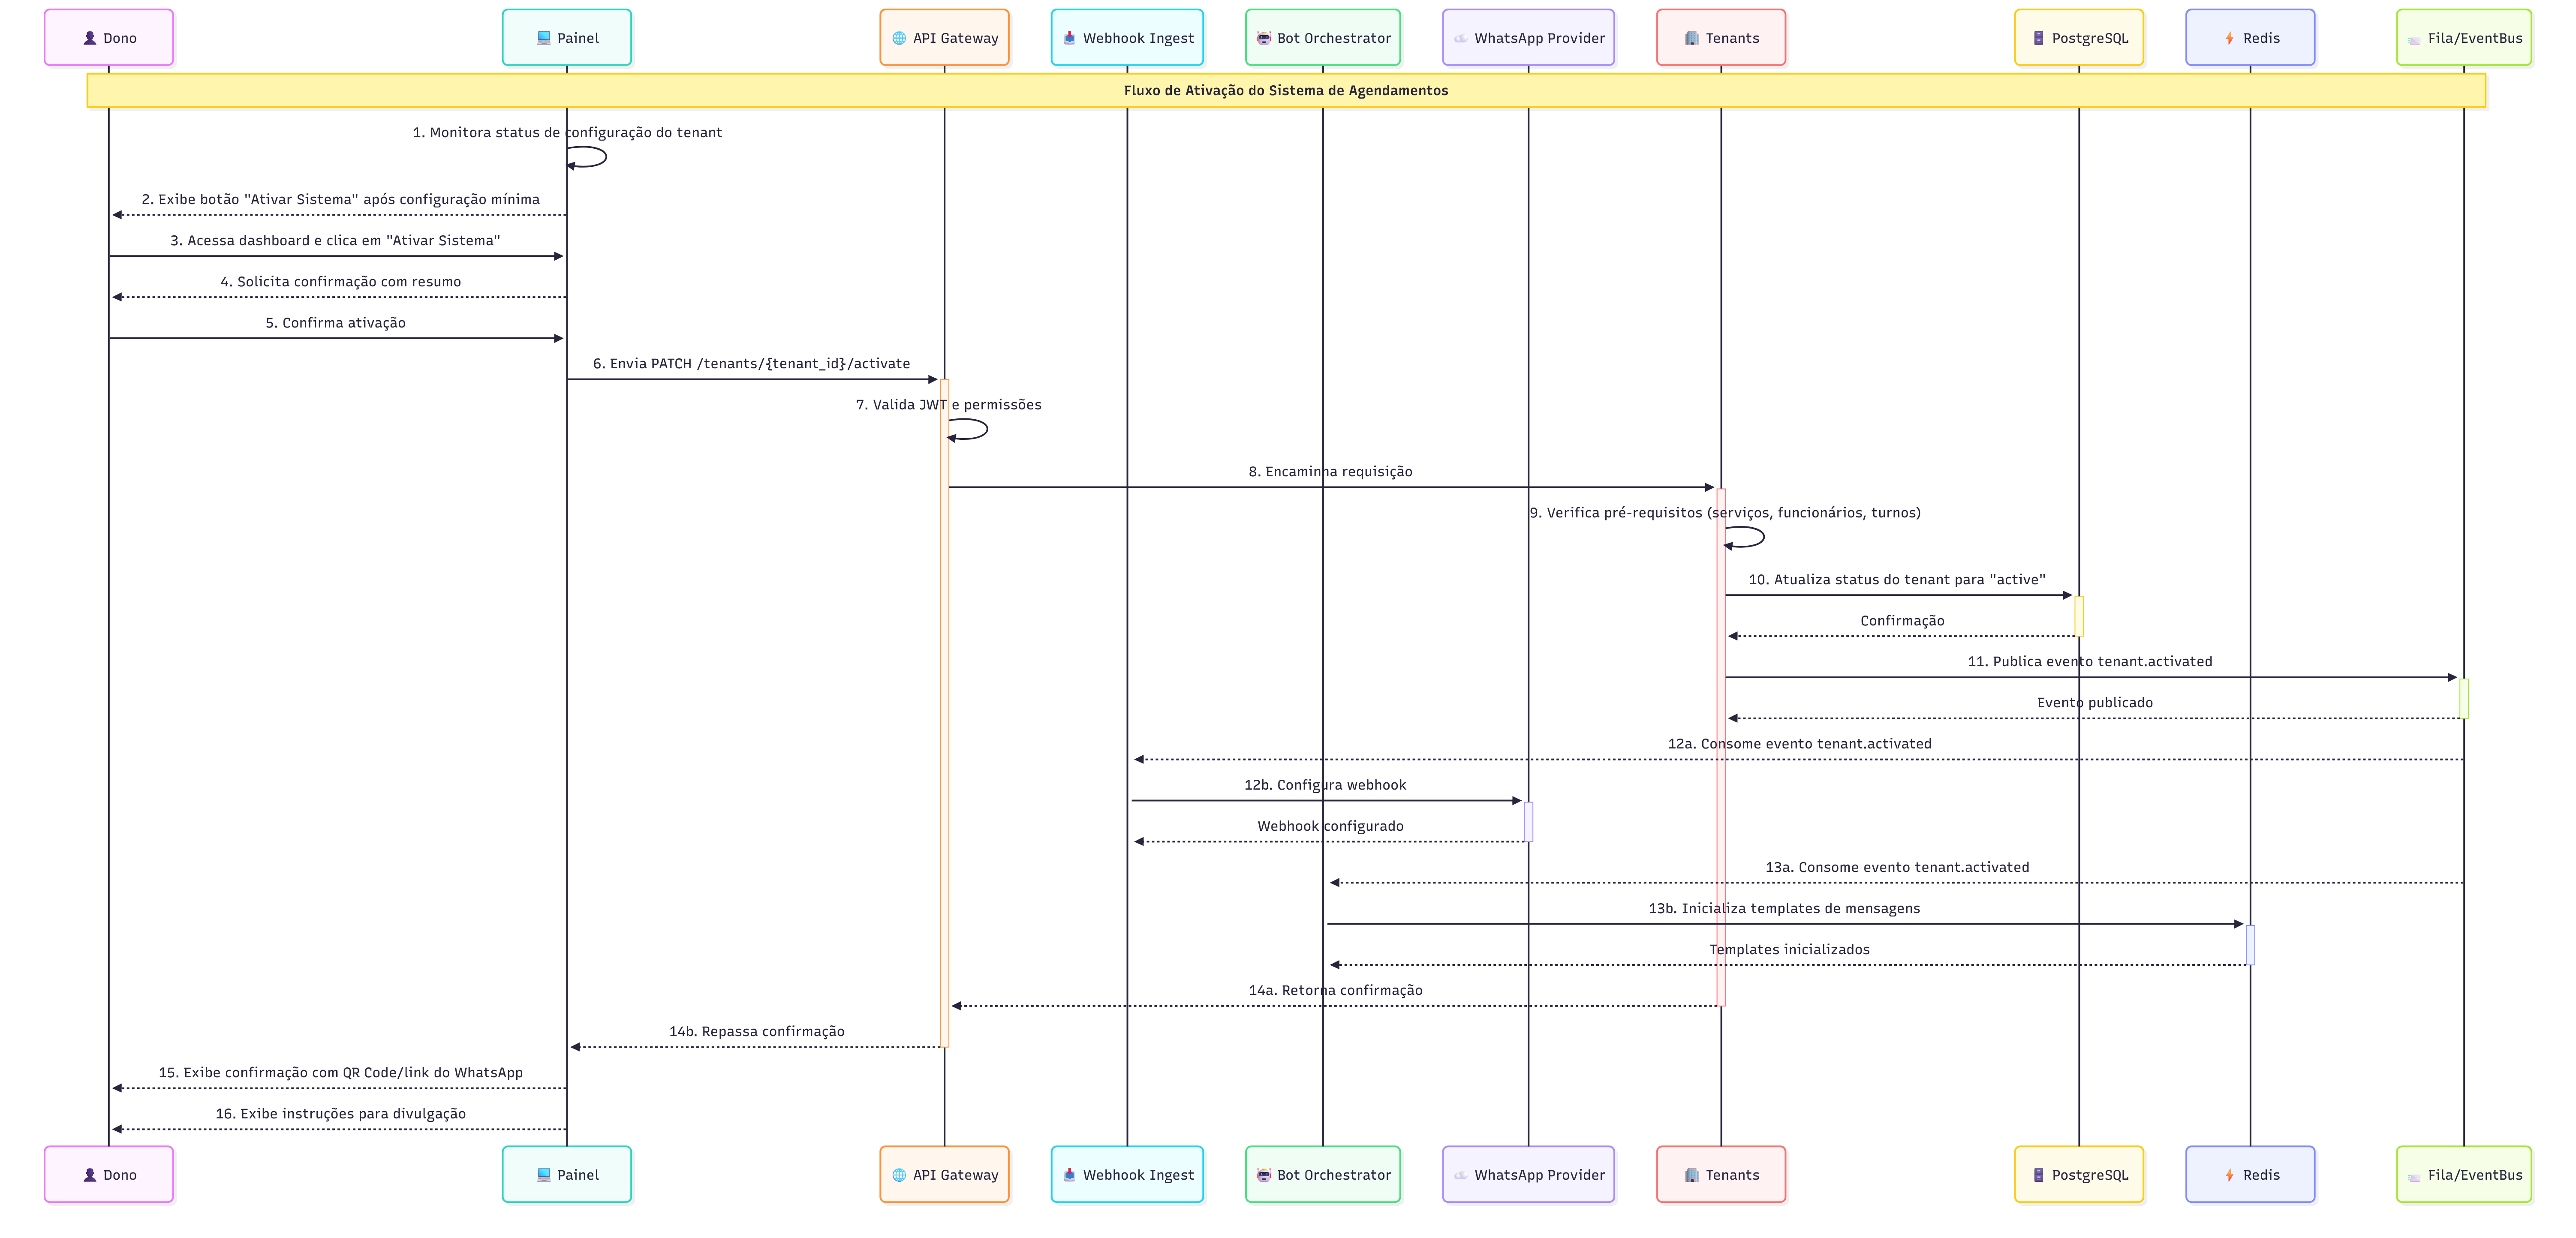 Dono
Painel
API Gateway
Webhook Ingest
Bot Orchestrator
WhatsApp Provider
Tenants
PostgreSQL
Redis
Fila/EventBus
Fluxo de Ativação do Sistema de Agendamentos
1. Monitora status de configuração do tenant
2. Exibe botão "Ativar Sistema" após configuração mínima
3. Acessa dashboard e clica em "Ativar Sistema"
4. Solicita confirmação com resumo
5. Confirma ativação
6. Envia PATCH /tenants/{tenant_id}/activate
7. Valida JWT e permissões
8. Encaminha requisição
9. Verifica pré-requisitos (serviços, funcionários, turnos)
10. Atualiza status do tenant para "active"
Confirmação
11. Publica evento tenant.activated
Evento publicado
12a. Consome evento tenant.activated
12b. Configura webhook
Webhook configurado
13a. Consome evento tenant.activated
13b. Inicializa templates de mensagens
Templates inicializados
14a. Retorna confirmação
14b. Repassa confirmação
15. Exibe confirmação com QR Code/link do WhatsApp
16. Exibe instruções para divulgação
Dono
Painel
API Gateway
Webhook Ingest
Bot Orchestrator
WhatsApp Provider
Tenants
PostgreSQL
Redis
Fila/EventBus